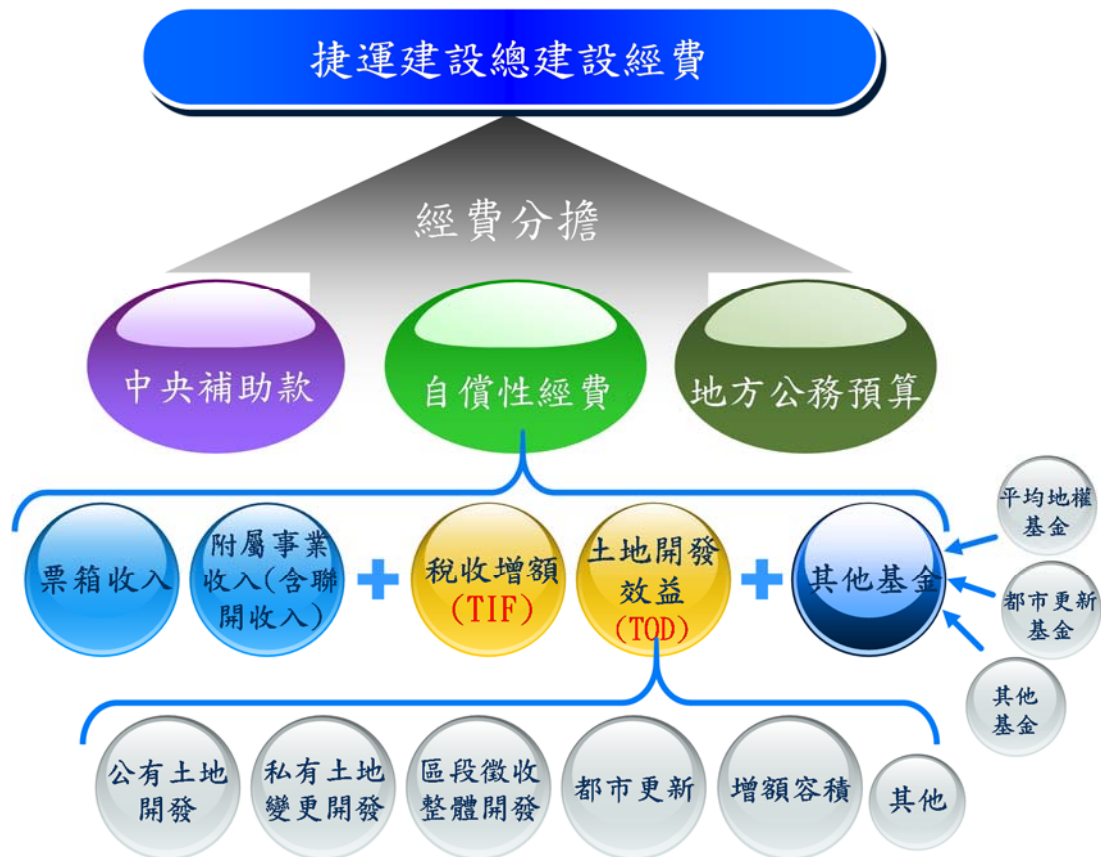 捷運建設總建設經費
經費分擔
中央補助款
自償性經費
地方公務預算
票箱收入
附屬事業
收入(含聯
開收入)
稅收增額
(TIF)
土地開發
效益
(TOD)
其他基金
平均地權
基金
都市更新
基金
其他
基金
公有土地
開發
私有土地
變更開發
區段徵收
整體開發
都市更新
增額容積
其他